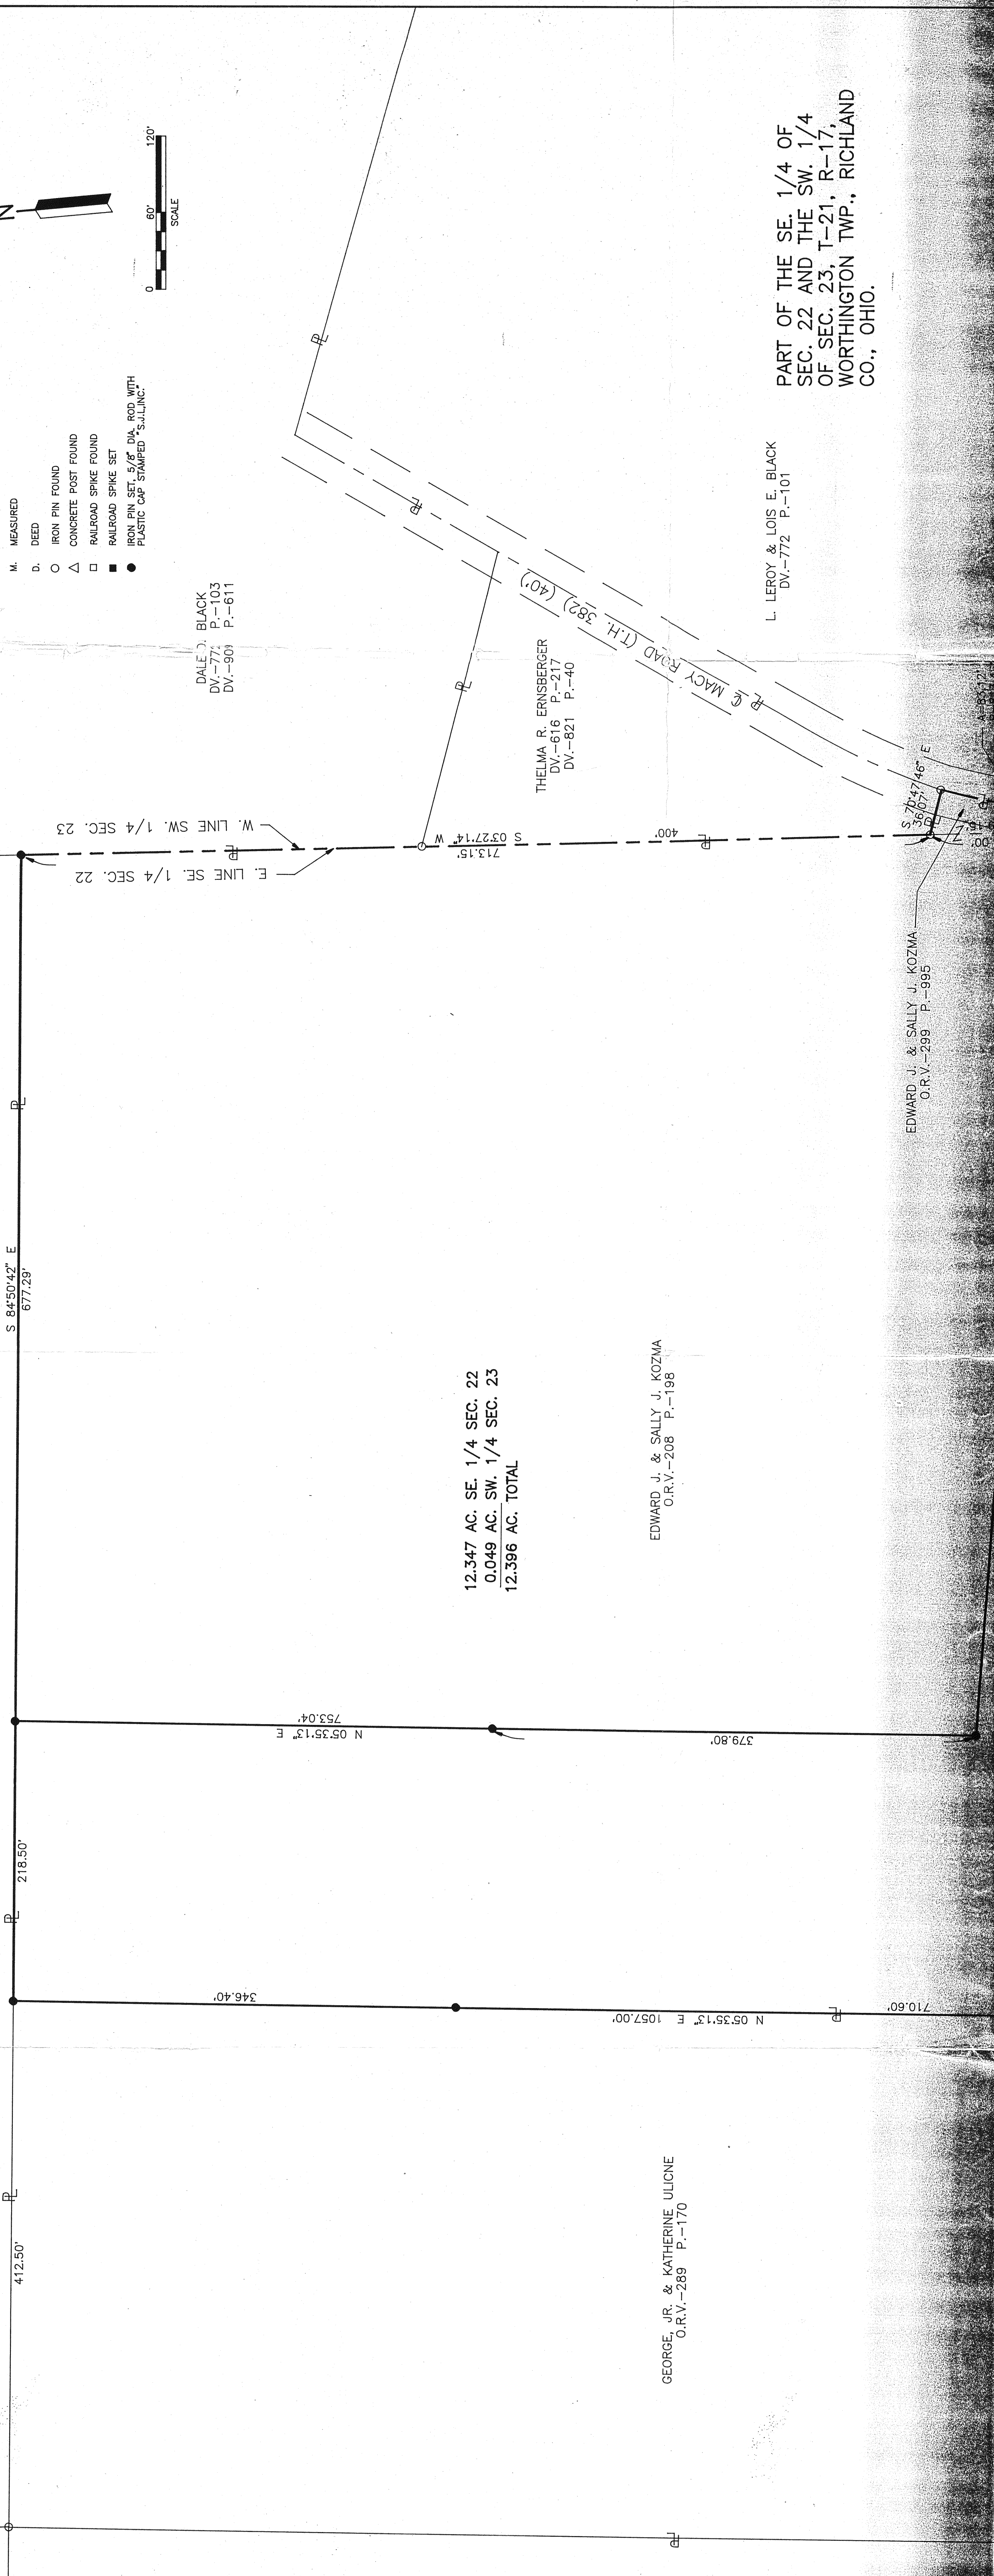 N
0 60' 120'
SCALE
M. MEASURED
D. DEED
IRON PIN FOUND
CONCRETE POST FOUND
RAILROAD SPIKE FOUND
RAILROAD SPIKE SET
IRON PIN SET, 5/8" DIA. ROD WITH
PLASTIC CAP STAMPED "S.J.L.INC."
PART OF THE SE. 1/4 OF
SEC. 22 AND THE SW. 1/4
OF SEC. 23, T-21, R-17,
WORTHINGTON TWP., RICHLAND
CO., OHIO.
412.50'
218.50'
S 84°50'42" E
677.29'
GEORGE, JR. & KATHERINE ULICNE
O.R.V.-289 P.-170
346.40'
N 05°35'13" E 1057.00'
710.60'
753.04'
N 05°35'13" E
379.80'
12.347 AC. SE. 1/4 SEC. 22
0.049 AC. SW. 1/4 SEC. 23
12.396 AC. TOTAL
EDWARD J. & SALLY J. KOZMA
O.R.V.-208 P.-198
E. LINE SE. 1/4 SEC. 22
W. LINE SW. 1/4 SEC. 23
S 03°27'14" W
713.15'
400'
DALE BLACK
P.-103
P.-611
THELMA R. ERNSBERGER
DV.-616 P.-217
DV.-821 P.-40
MACY ROAD (T.H. 382) (40')
L. LEROY & LOIS E. BLACK
DV.-772 P.-101
EDWARD J. & SALLY J. KOZMA
O.R.V.-299 P.-995
S 70°47'46" E
36.07'